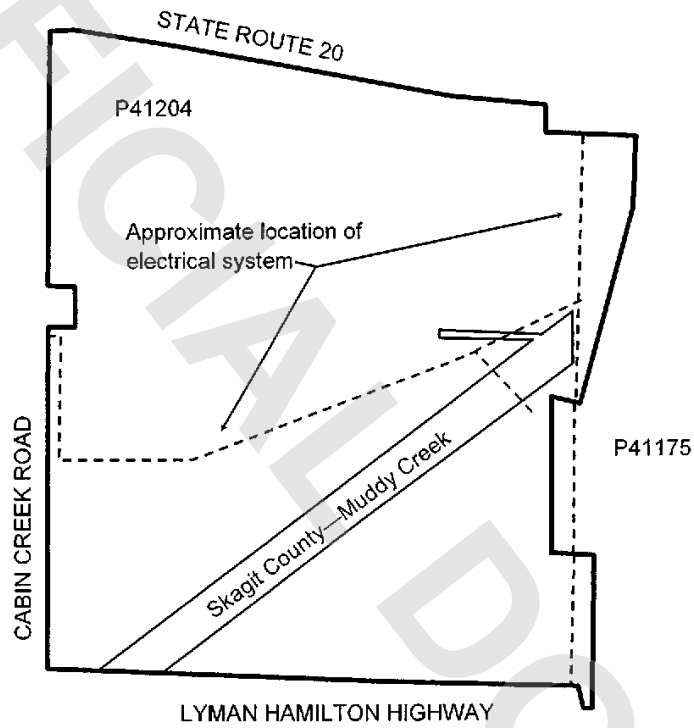 STATE ROUTE 20
P41204
Approximate location of
electrical system
CABIN CREEK ROAD
Skagit County—Muddy Creek
P41175
LYMAN HAMILTON HIGHWAY